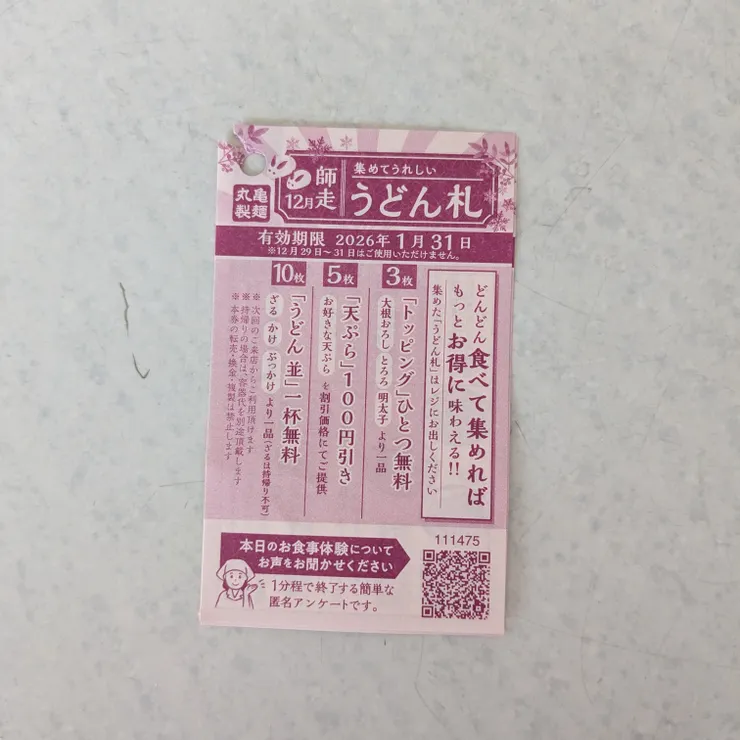 丸亀
製麺
師走
12月
集めてうれしい
うどん札
有効期限 2026年1月31日
※12月29日〜31日はご使用いただけません。
どんどん食べて集めれば
もっとお得に味わえる!!
集めた「うどん札」はレジにお出しください
3枚
「トッピング」ひとつ無料
大根おろし とろろ 明太子 より一品
5枚
「天ぷら」100円引き
お好きな天ぷら を割引価格にてご提供
10枚
「うどん 並」一杯無料
ざる かけ ぶっかけ より一品(ざるは持帰り不可)
※次回のご来店からご利用頂けます
※持帰りの場合は、容器代を別途頂戴します
※本券の転売・換金・複製は禁止します
本日のお食事体験について
お声をお聞かせください
1分程で終了する簡単な
匿名アンケートです。
111475